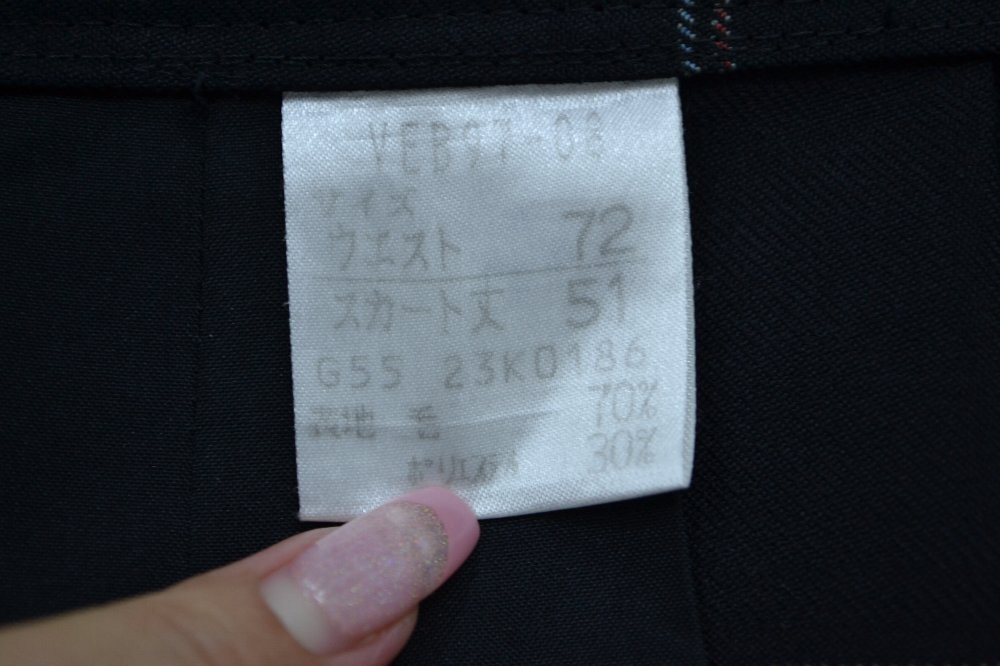 VEB97-08
サイズ
ウエスト 72
スカート丈 51
G55 23K0186
表地 毛 70%
ポリエステル 30%